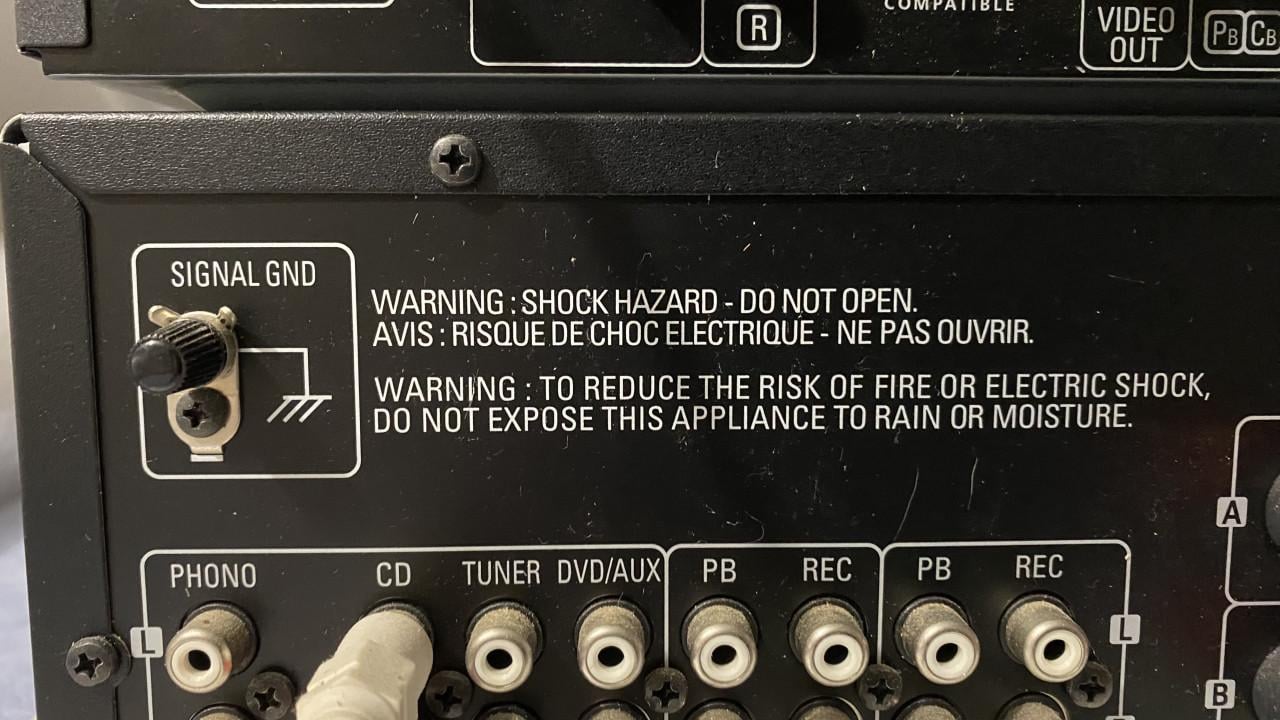 COMPATIBLE
R
VIDEO
OUT
PB CB
SIGNAL GND
WARNING : SHOCK HAZARD - DO NOT OPEN.
AVIS : RISQUE DE CHOC ELECTRIQUE - NE PAS OUVRIR.
WARNING : TO REDUCE THE RISK OF FIRE OR ELECTRIC SHOCK,
DO NOT EXPOSE THIS APPLIANCE TO RAIN OR MOISTURE.
A
PHONO CD TUNER DVD/AUX PB REC PB REC
L L
B